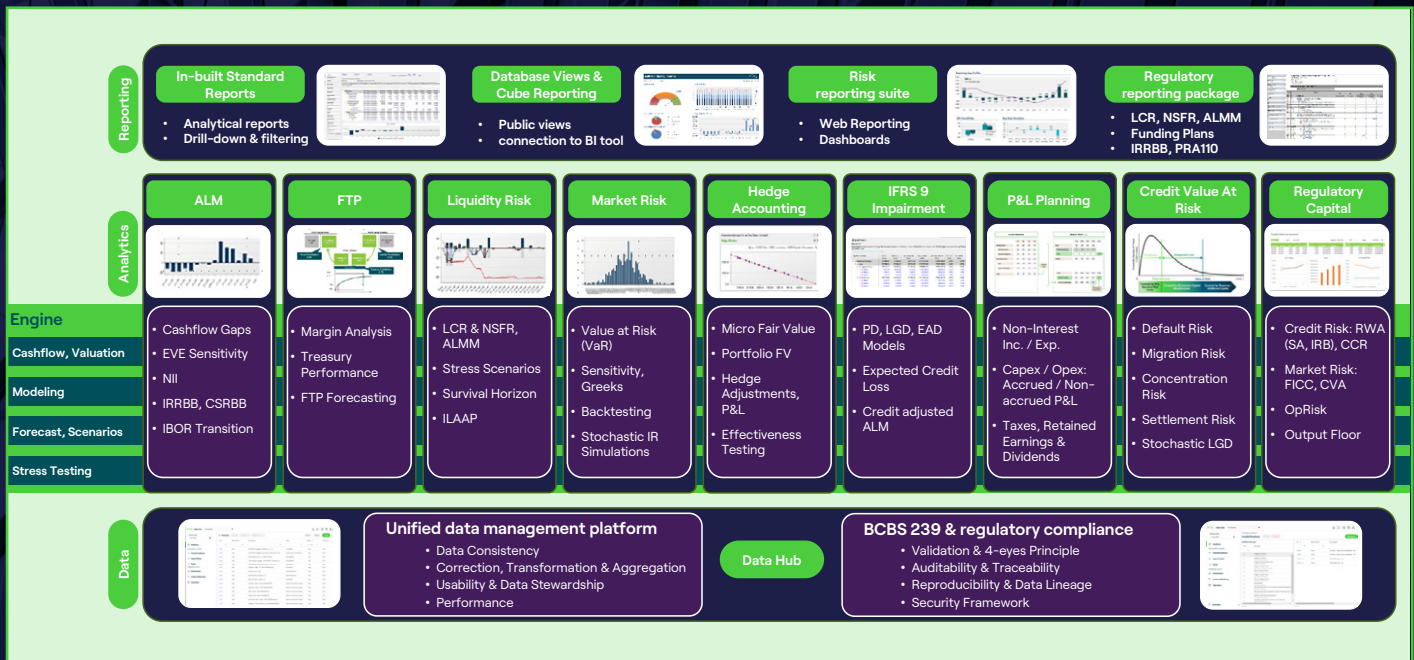 Reporting
In-built Standard
Reports
• Analytical reports
• Drill-down & filtering
Database Views &
Cube Reporting
• Public views
• connection to BI tool
Risk
reporting suite
• Web Reporting
• Dashboards
Regulatory
reporting package
• LCR, NSFR, ALMM
• Funding Plans
• IRRBB, PRA110
Analytics
ALM
FTP
Liquidity Risk
Market Risk
Hedge
Accounting
IFRS 9
Impairment
P&L Planning
Credit Value At
Risk
Regulatory
Capital
Engine
Cashflow, Valuation
Modeling
Forecast, Scenarios
Stress Testing
• Cashflow Gaps
• EVE Sensitivity
• NII
• IRRBB, CSRBB
• IBOR Transition
• Margin Analysis
• Treasury
Performance
• FTP Forecasting
• LCR & NSFR,
ALMM
• Stress Scenarios
• Survival Horizon
• ILAAP
• Value at Risk
(VaR)
• Sensitivity,
Greeks
• Backtesting
• Stochastic IR
Simulations
• Micro Fair Value
• Portfolio FV
• Hedge
Adjustments,
P&L
• Effectiveness
Testing
• PD, LGD, EAD
Models
• Expected Credit
Loss
• Credit adjusted
ALM
• Non-Interest
Inc. / Exp.
• Capex / Opex:
Accrued / Non-
accrued P&L
• Taxes, Retained
Earnings &
Dividends
• Default Risk
• Migration Risk
• Concentration
Risk
• Settlement Risk
• Stochastic LGD
• Credit Risk: RWA
(SA, IRB), CCR
• Market Risk:
FICC, CVA
• OpRisk
• Output Floor
Data
Unified data management platform
• Data Consistency
• Correction, Transformation & Aggregation
• Usability & Data Stewardship
• Performance
Data Hub
BCBS 239 & regulatory compliance
• Validation & 4-eyes Principle
• Auditability & Traceability
• Reproducibility & Data Lineage
• Security Framework